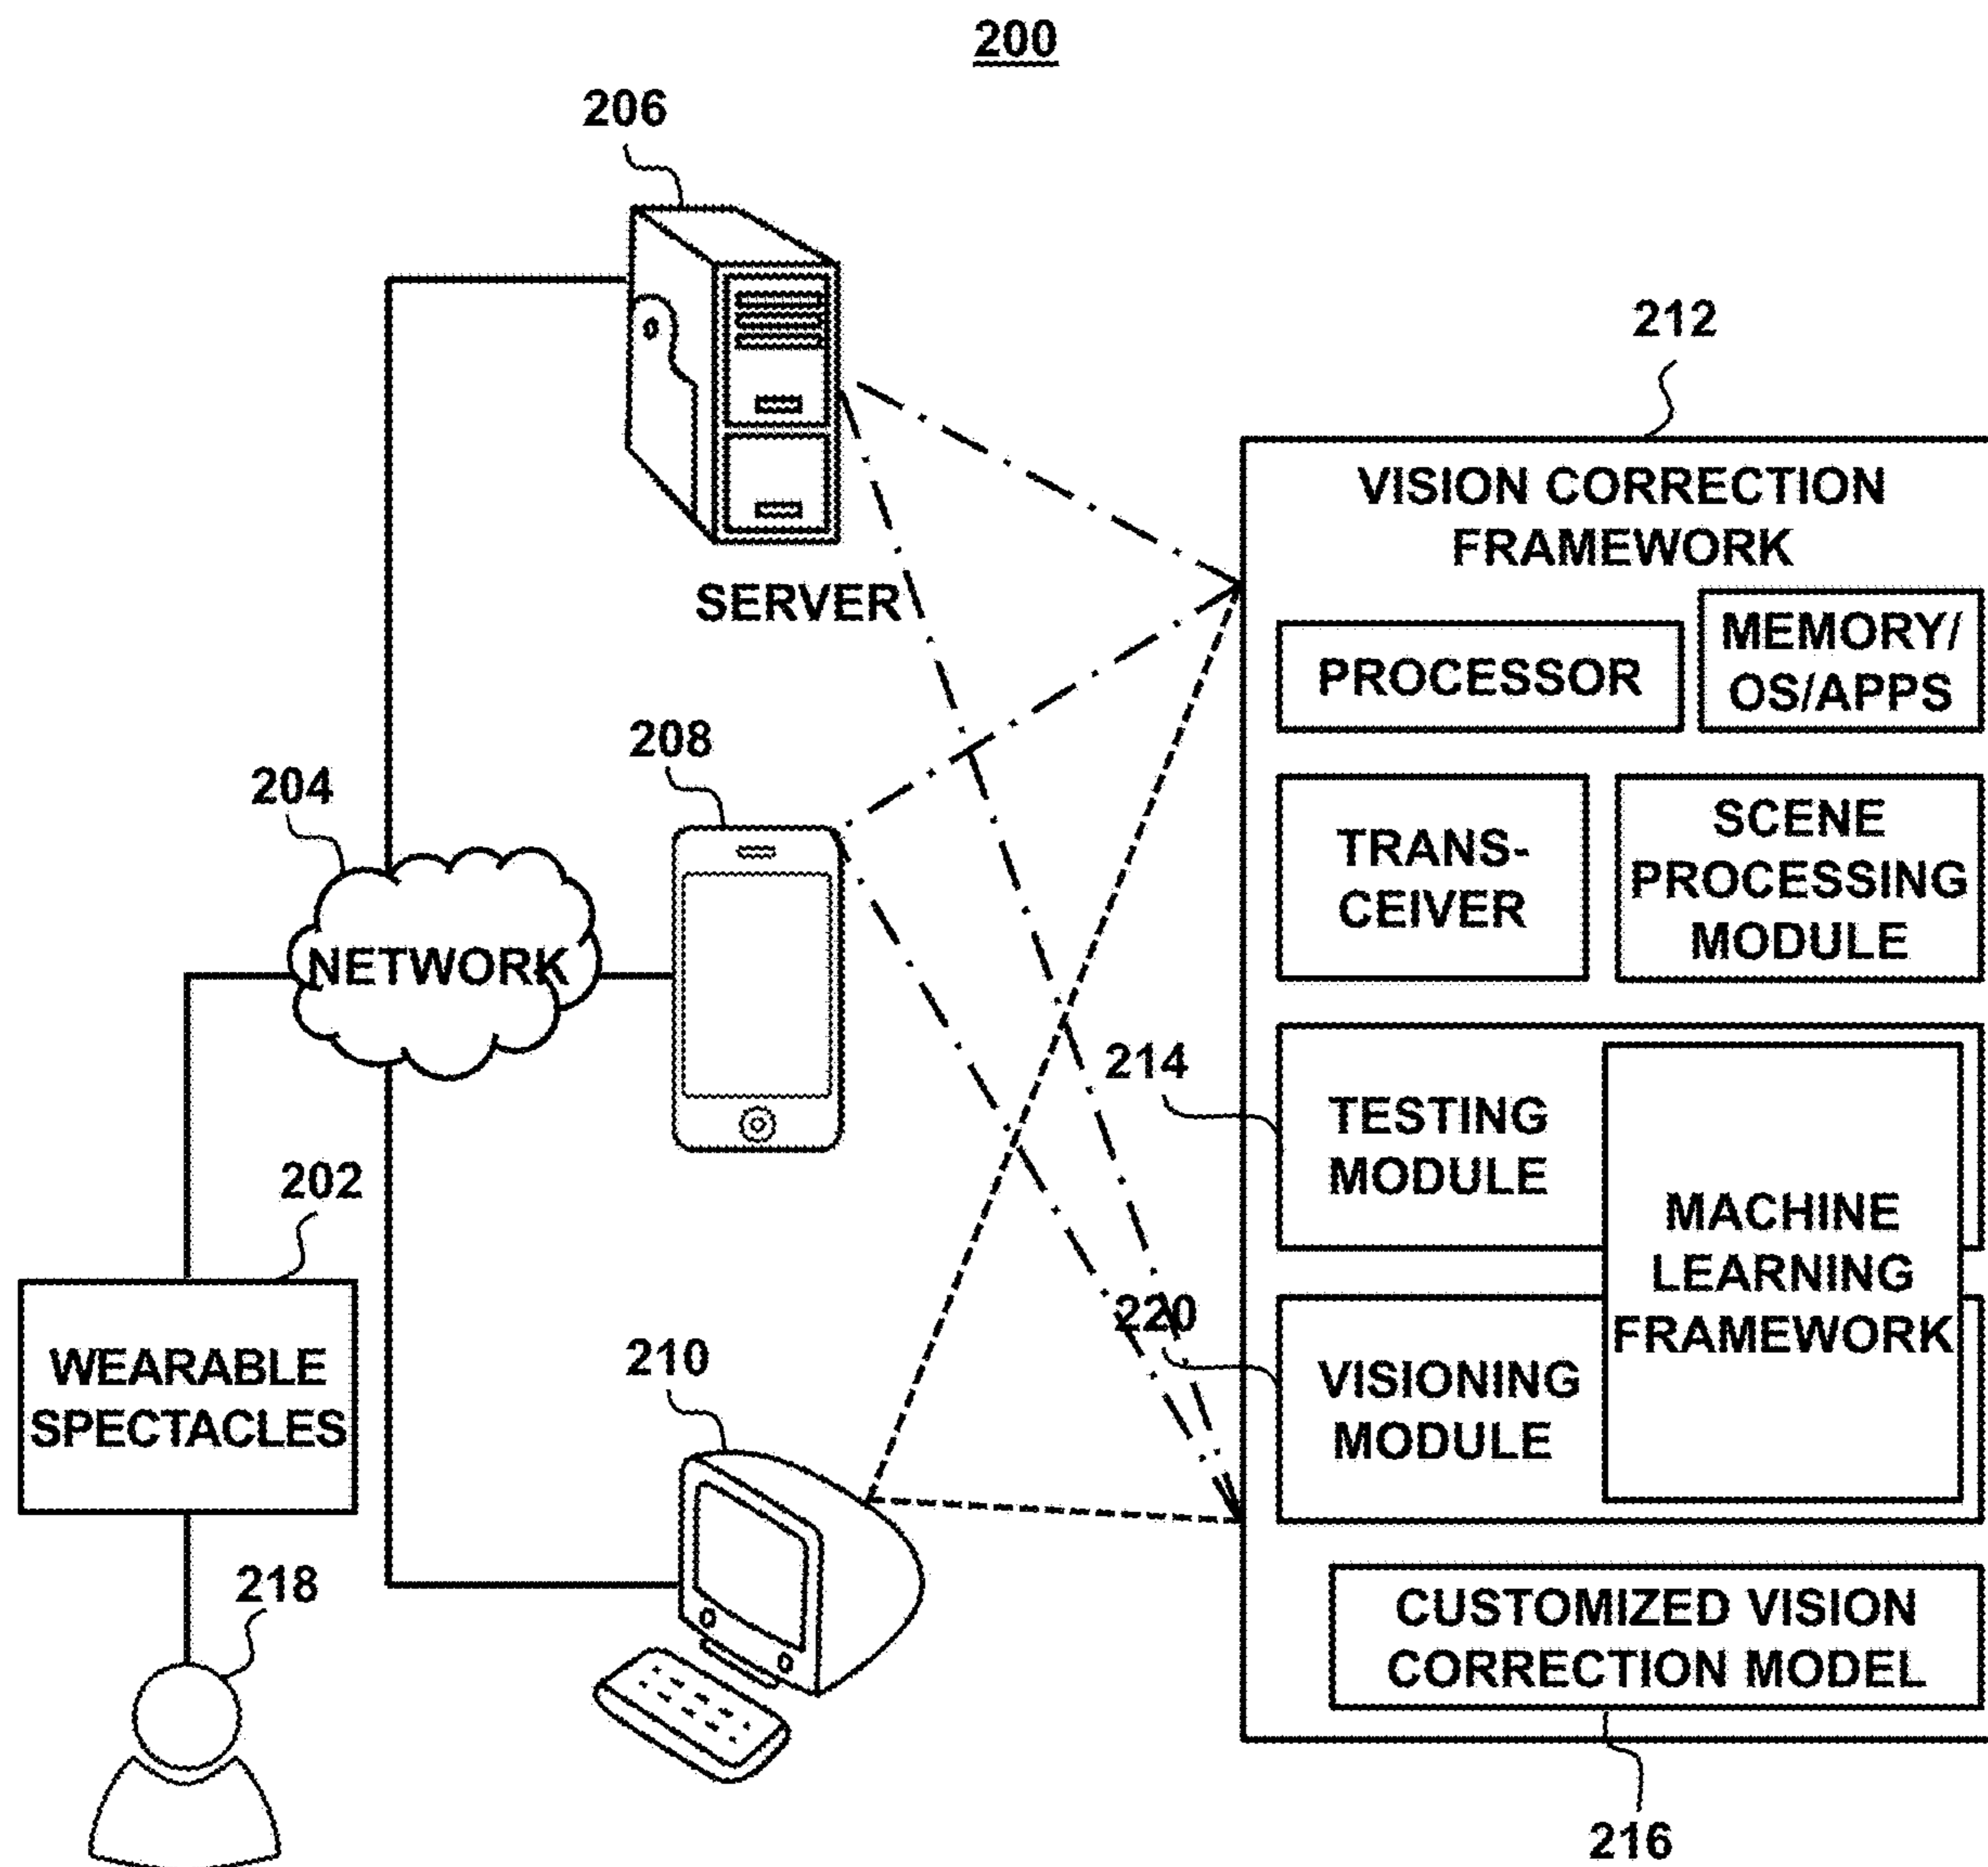 200
206
SERVER
212
VISION CORRECTION
FRAMEWORK
PROCESSOR
MEMORY/
OS/APPS
TRANS-
CEIVER
SCENE
PROCESSING
MODULE
204
NETWORK
208
214
TESTING
MODULE
MACHINE
LEARNING
FRAMEWORK
220
VISIONING
MODULE
202
WEARABLE
SPECTACLES
210
218
CUSTOMIZED VISION
CORRECTION MODEL
216